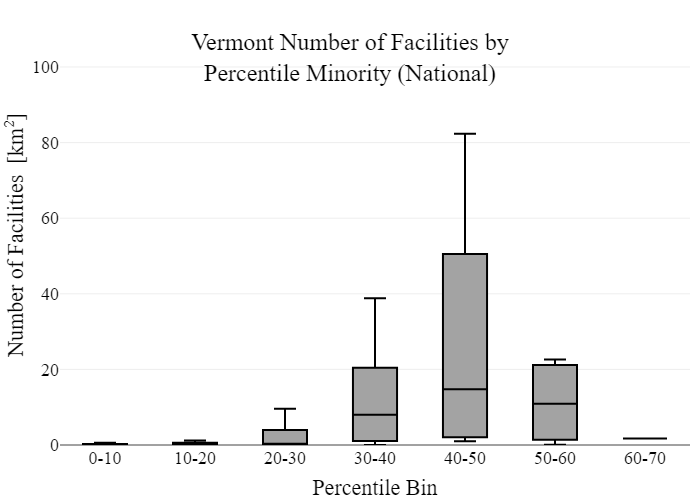 Vermont Number of Facilities by
Percentile Minority (National)
Number of Facilities [km²]
100
80
60
40
20
0
0-10 10-20 20-30 30-40 40-50 50-60 60-70
Percentile Bin